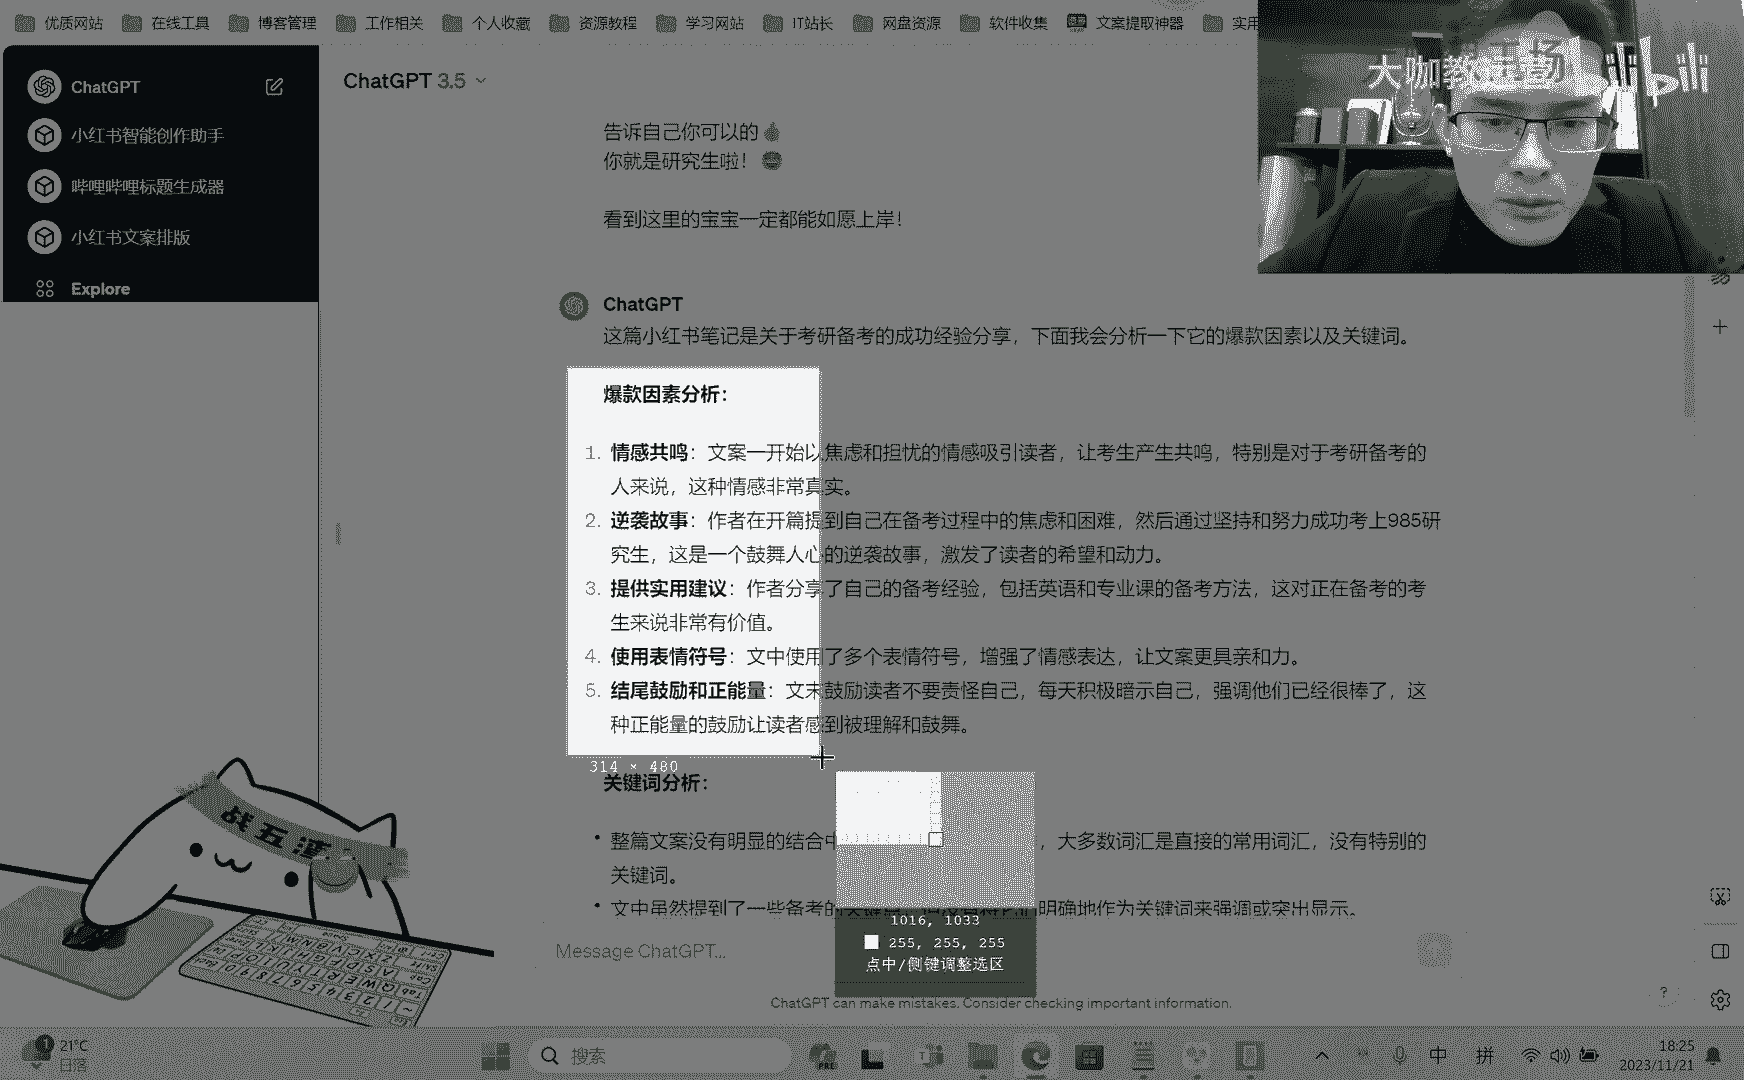 优质网站 在线工具 博客管理 工作相关 个人收藏 资源教程 学习网站 IT站长 网盘资源 软件收集 文案提取神器 实用
大咖教主 bilibili
ChatGPT
小红书智能创作助手
哔哩哔哩标题生成器
小红书文案排版
Explore
ChatGPT 3.5
告诉自己你可以的
你就是研究生啦！
看到这里的宝宝一定都能如愿上岸！
ChatGPT
这篇小红书笔记是关于考研备考的成功经验分享，下面我会分析一下它的爆款因素以及关键词。
爆款因素分析：
1. 情感共鸣：文案一开始以焦虑和担忧的情感吸引读者，让考生产生共鸣，特别是对于考研备考的
人来说，这种情感非常真实。
2. 逆袭故事：作者在开篇提到自己在备考过程中的焦虑和困难，然后通过坚持和努力成功考上985研
究生，这是一个鼓舞人心的逆袭故事，激发了读者的希望和动力。
3. 提供实用建议：作者分享了自己的备考经验，包括英语和专业课的备考方法，这对正在备考的考
生来说非常有价值。
4. 使用表情符号：文中使用了多个表情符号，增强了情感表达，让文案更具亲和力。
5. 结尾鼓励和正能量：文末鼓励读者不要责怪自己，每天积极暗示自己，强调他们已经很棒了，这
种正能量的鼓励让读者感到被理解和鼓舞。
314 × 480
关键词分析：
整篇文案没有明显的结合中 ，大多数词汇是直接的常用词汇，没有特别的
关键词。
文中虽然提到了一些备考的 明确地作为关键词来强调或突出显示。
1016, 1033
255, 255, 255
点中/侧键调整选区
Message ChatGPT...
?
ChatGPT can make mistakes. Consider checking important information.
战五渣
1
21°C
日落
搜索
中
拼
18:25
2023/11/21